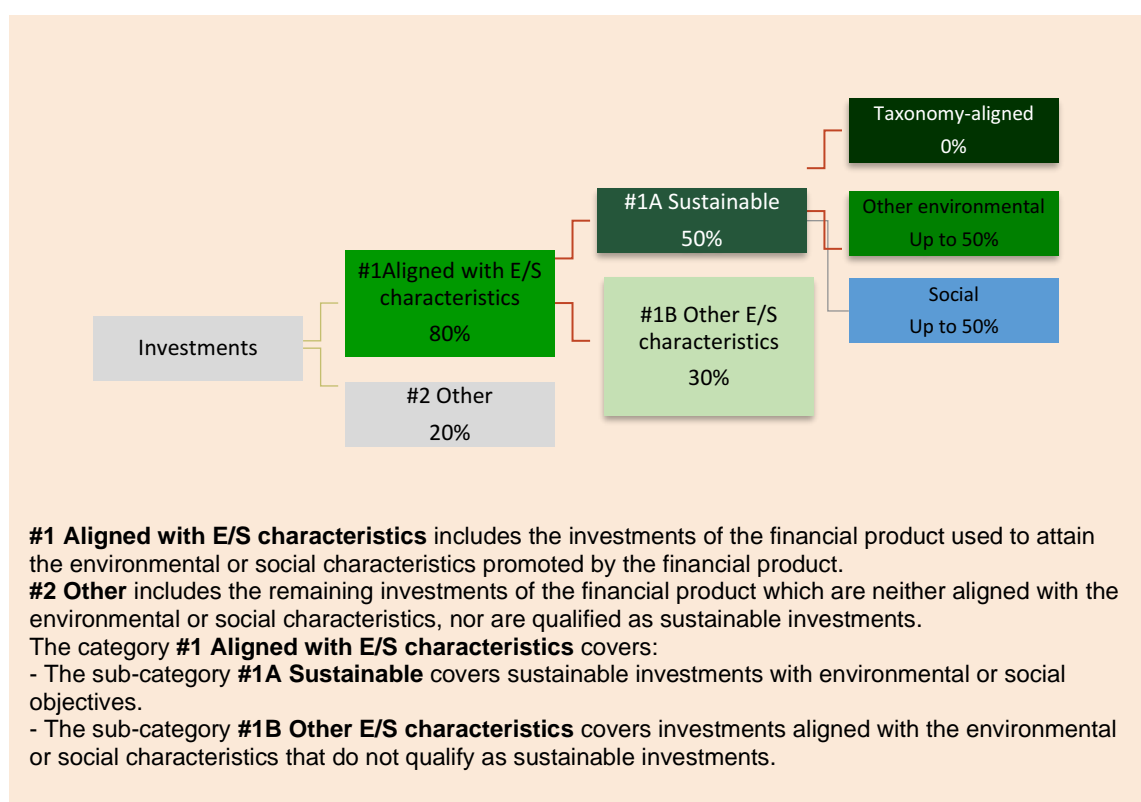 Taxonomy-aligned
0%
#1A Sustainable
50%
Other environmental
Up to 50%
#1Aligned with E/S
characteristics
80%
Social
Up to 50%
#1B Other E/S
characteristics
30%
Investments
#2 Other
20%
#1 Aligned with E/S characteristics includes the investments of the financial product used to attain
the environmental or social characteristics promoted by the financial product.
#2 Other includes the remaining investments of the financial product which are neither aligned with the
environmental or social characteristics, nor are qualified as sustainable investments.
The category #1 Aligned with E/S characteristics covers:
- The sub-category #1A Sustainable covers sustainable investments with environmental or social
objectives.
- The sub-category #1B Other E/S characteristics covers investments aligned with the environmental
or social characteristics that do not qualify as sustainable investments.